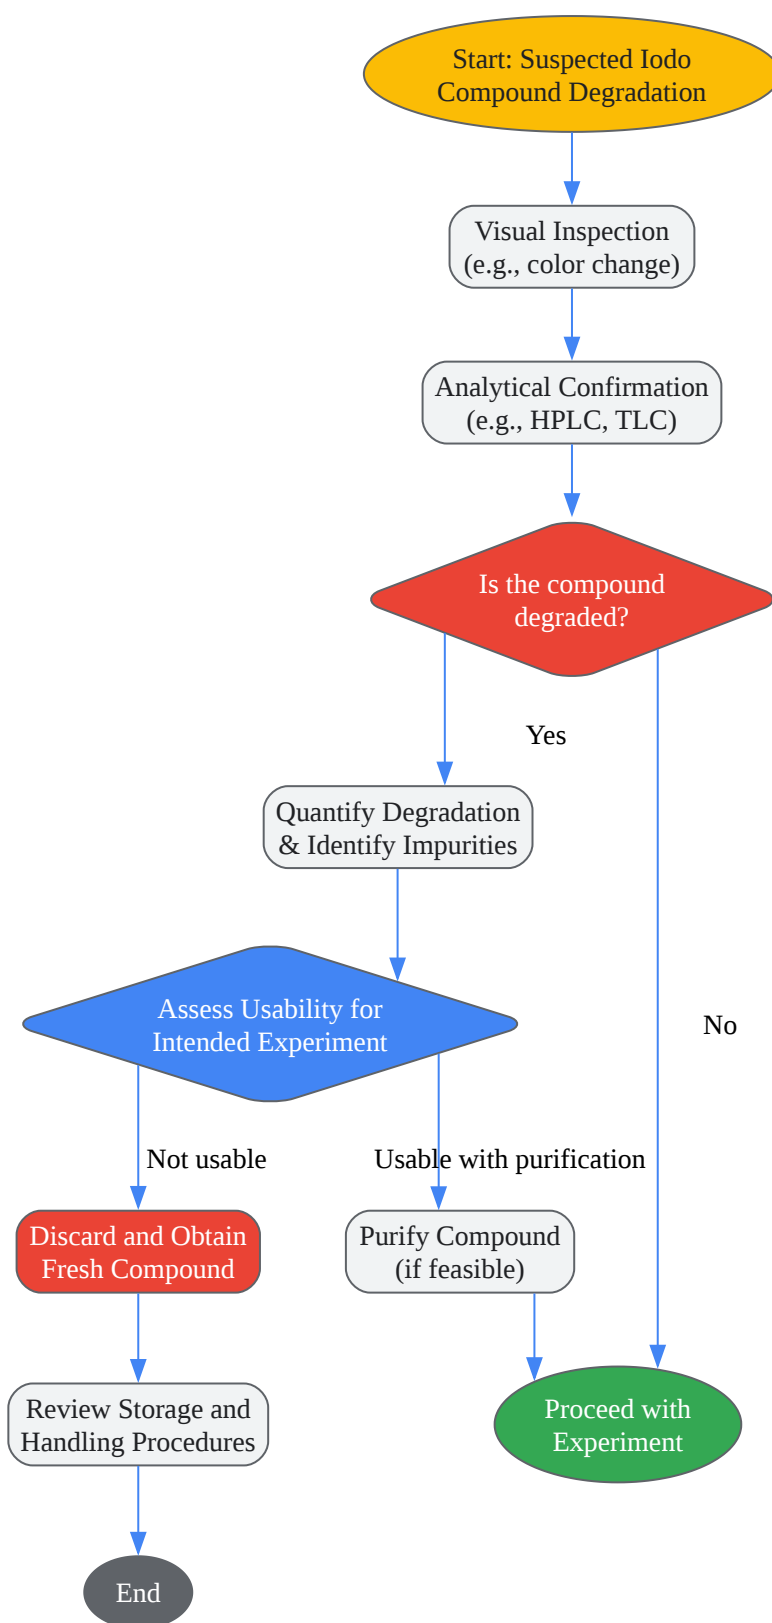 Start: Suspected Iodo
Compound Degradation
Visual Inspection
(e.g., color change)
Analytical Confirmation
(e.g., HPLC, TLC)
Is the compound
degraded?
Yes
Quantify Degradation
& Identify Impurities
Assess Usability for
Intended Experiment
No
Not usable
Usable with purification
Discard and Obtain
Fresh Compound
Purify Compound
(if feasible)
Review Storage and
Handling Procedures
Proceed with
Experiment
End